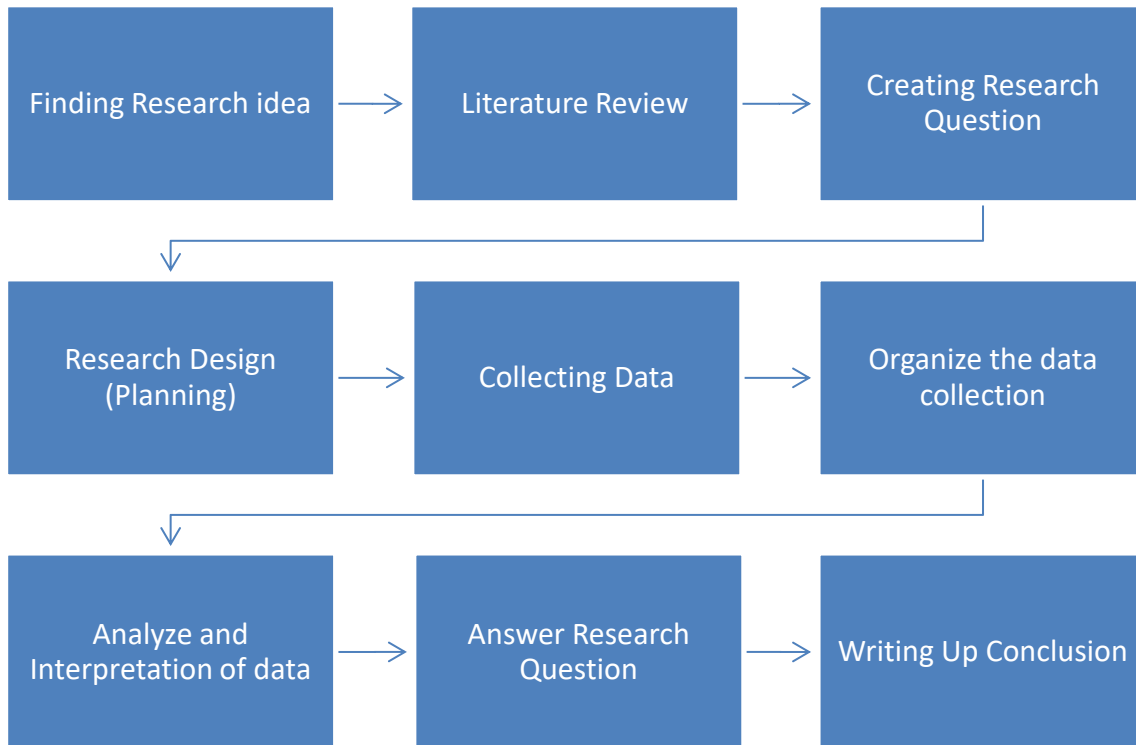 Finding Research idea
Literature Review
Creating Research
Question
Research Design
(Planning)
Collecting Data
Organize the data
collection
Analyze and
Interpretation of data
Answer Research
Question
Writing Up Conclusion